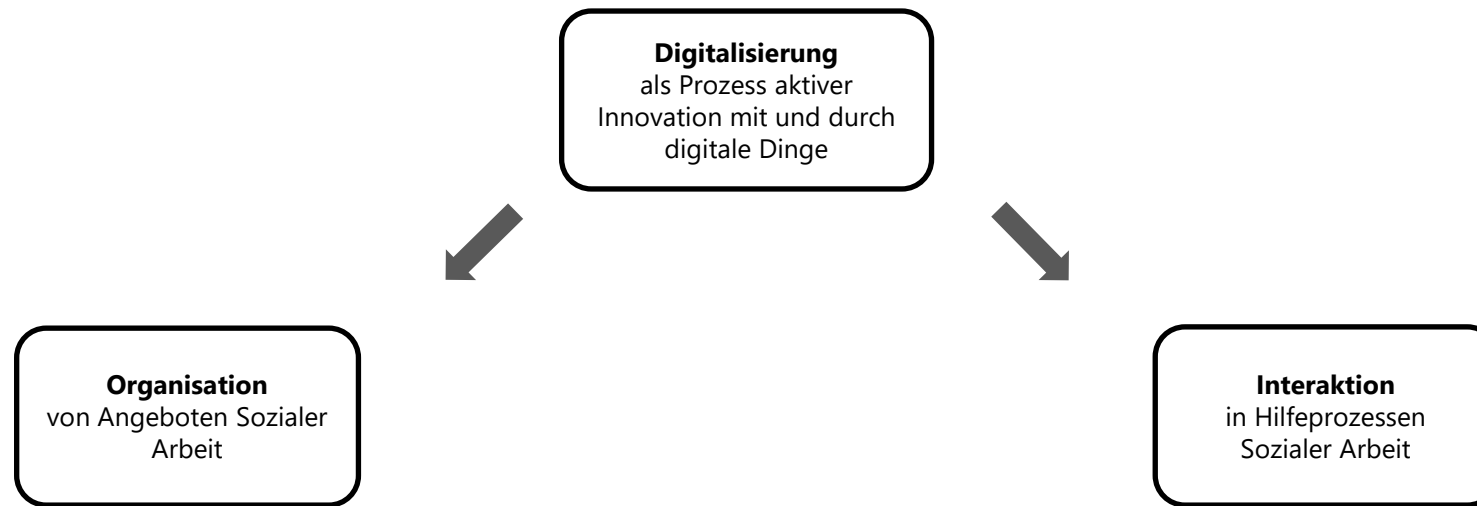 Digitalisierung
als Prozess aktiver
Innovation mit und durch
digitale Dinge
Organisation
von Angeboten Sozialer
Arbeit
Interaktion
in Hilfeprozessen
Sozialer Arbeit